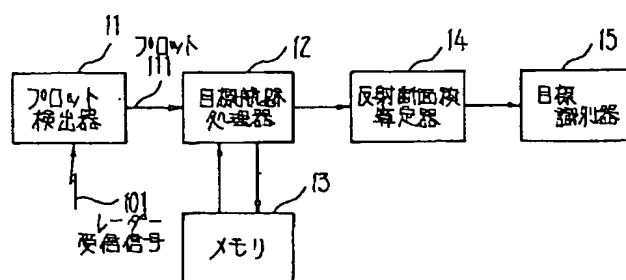 11
プロット
検出器
プロット
111
12
目標航跡
処理器
14
反射断面積
算定器
15
目標
識別器
101
レーダー
受信信号
13
メモリ